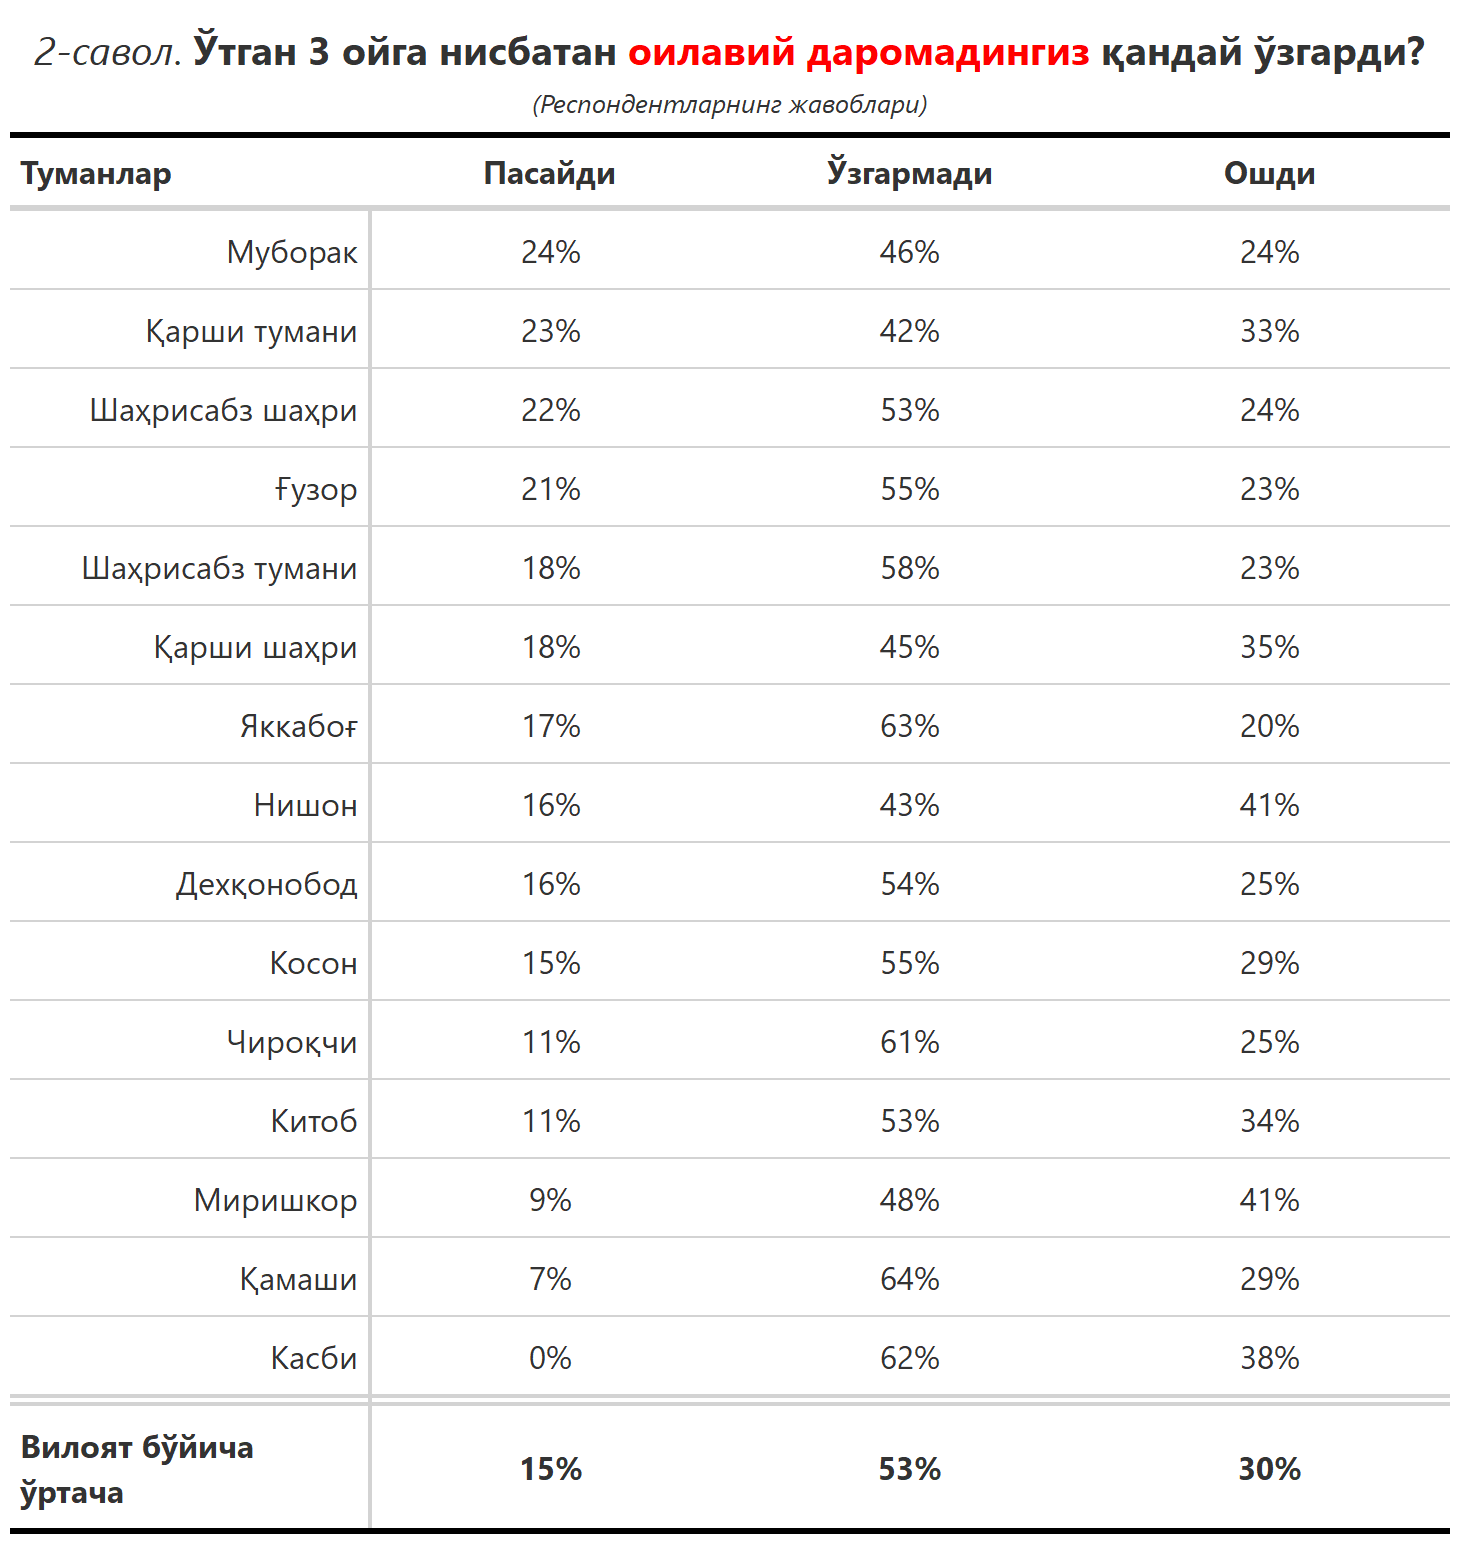 2-савол. Ўтган 3 ойга нисбатан оилавий даромадингиз қандай ўзгарди?
(Респондентларнинг жавоблари)
Туманлар Пасайди Ўзгармади Ошди
Муборак 24% 46% 24%
Қарши тумани 23% 42% 33%
Шаҳрисабз шаҳри 22% 53% 24%
Ғузор 21% 55% 23%
Шаҳрисабз тумани 18% 58% 23%
Қарши шаҳри 18% 45% 35%
Яккабоғ 17% 63% 20%
Нишон 16% 43% 41%
Дехқонобод 16% 54% 25%
Косон 15% 55% 29%
Чироқчи 11% 61% 25%
Китоб 11% 53% 34%
Миришкор 9% 48% 41%
Қамаши 7% 64% 29%
Касби 0% 62% 38%
Вилоят бўйича
ўртача 15% 53% 30%